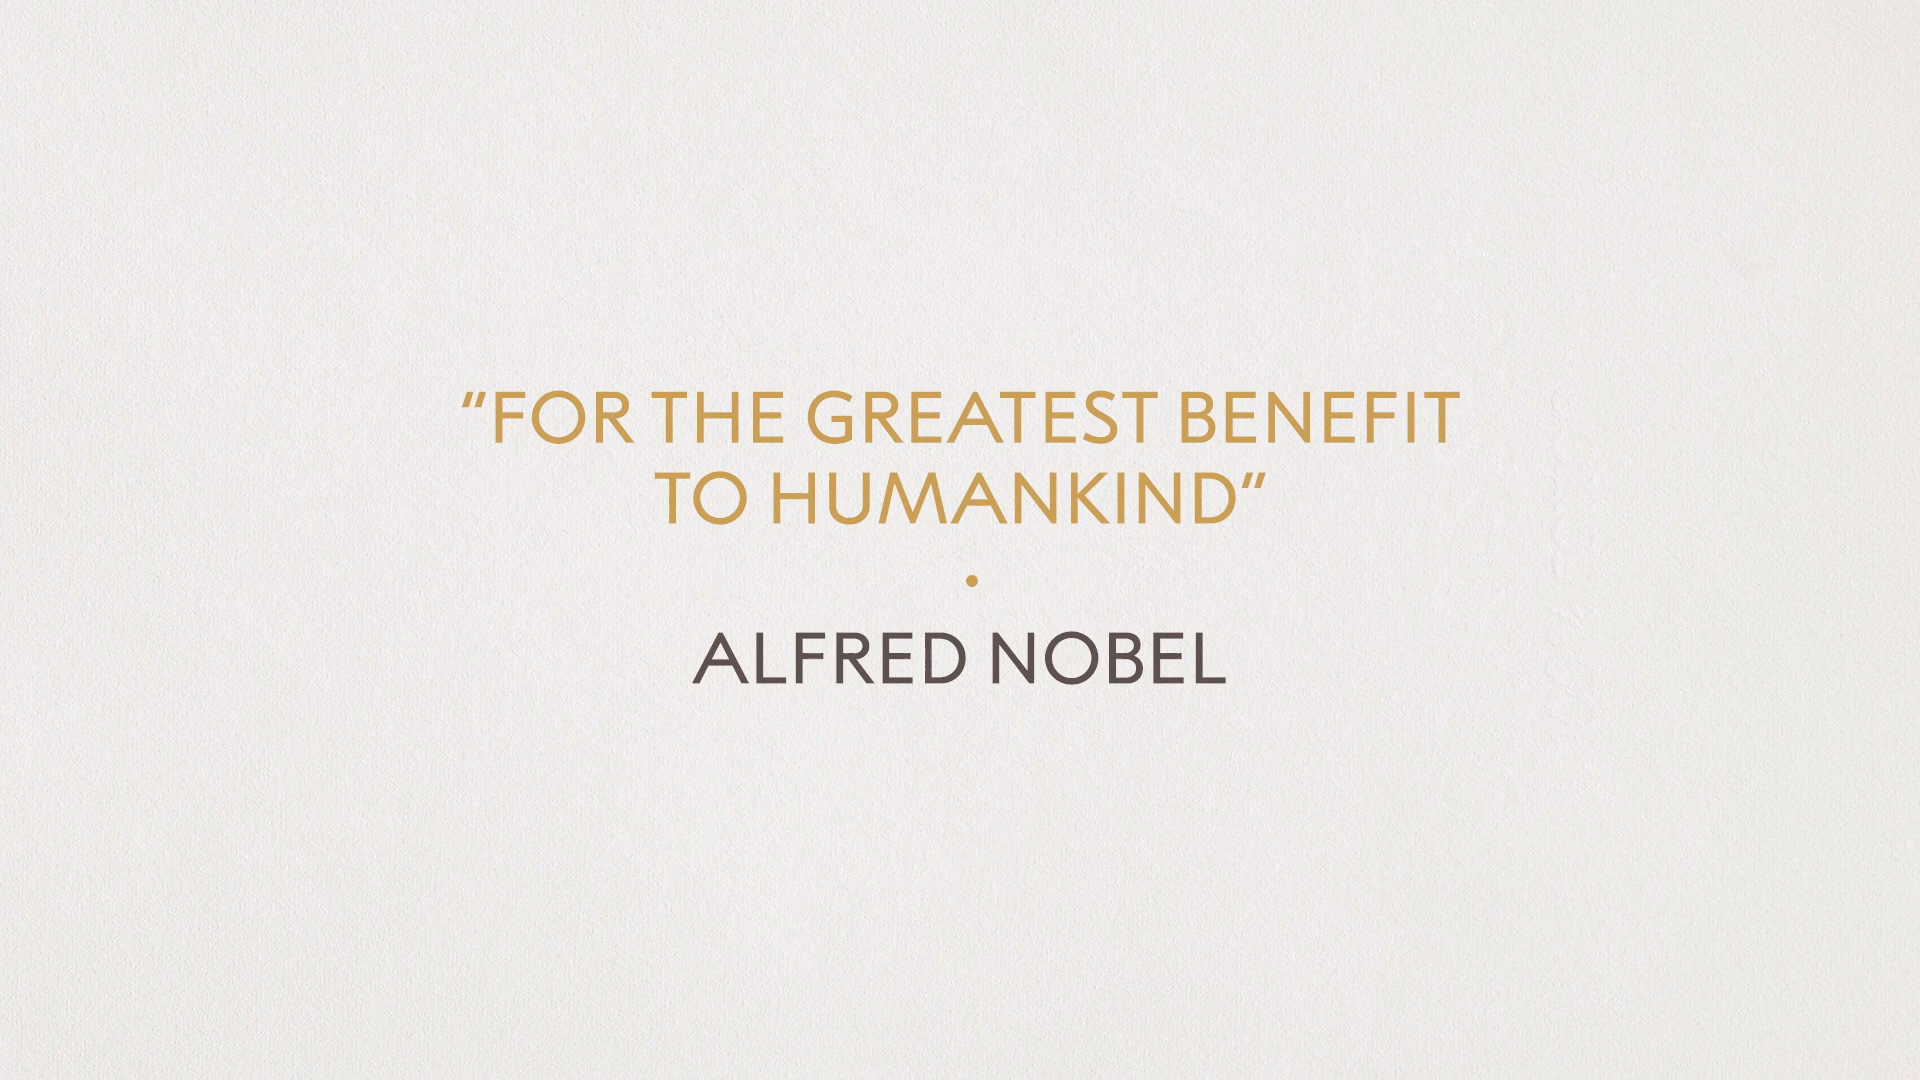 “FOR THE GREATEST BENEFIT
TO HUMANKIND”
•
ALFRED NOBEL